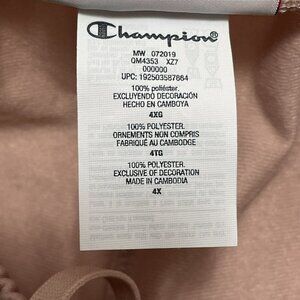 Champion®
MW 072019
QM4353 XZ7
000000
UPC: 192503587664
100% poliéster.
EXCLUYENDO DECORACIÓN
HECHO EN CAMBOYA
4XG
100% POLYESTER.
ORNEMENTS NON COMPRIS
FABRIQUÉ AU CAMBODGE
4TG
100% POLYESTER.
EXCLUSIVE OF DECORATION
MADE IN CAMBODIA
4X